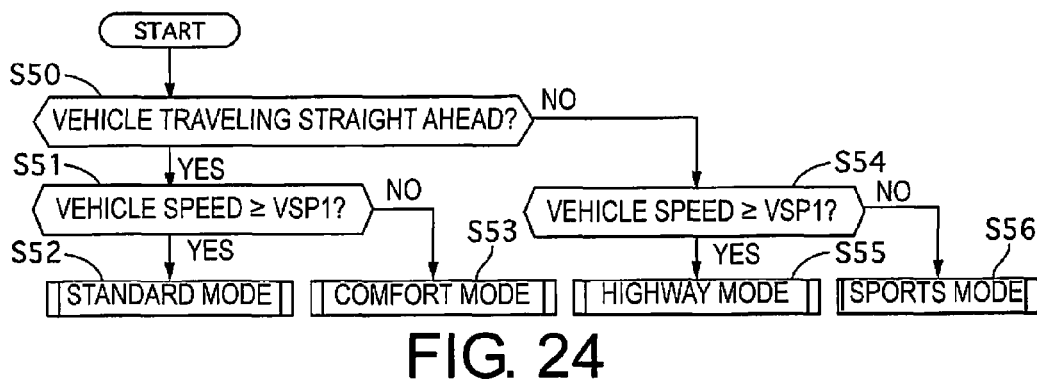 START
S50
VEHICLE TRAVELING STRAIGHT AHEAD?
NO
S51
YES
S54
VEHICLE SPEED ≥ VSP1?
NO
VEHICLE SPEED ≥ VSP1?
NO
S52
YES
S53
YES
S55
S56
STANDARD MODE
COMFORT MODE
HIGHWAY MODE
SPORTS MODE
FIG. 24